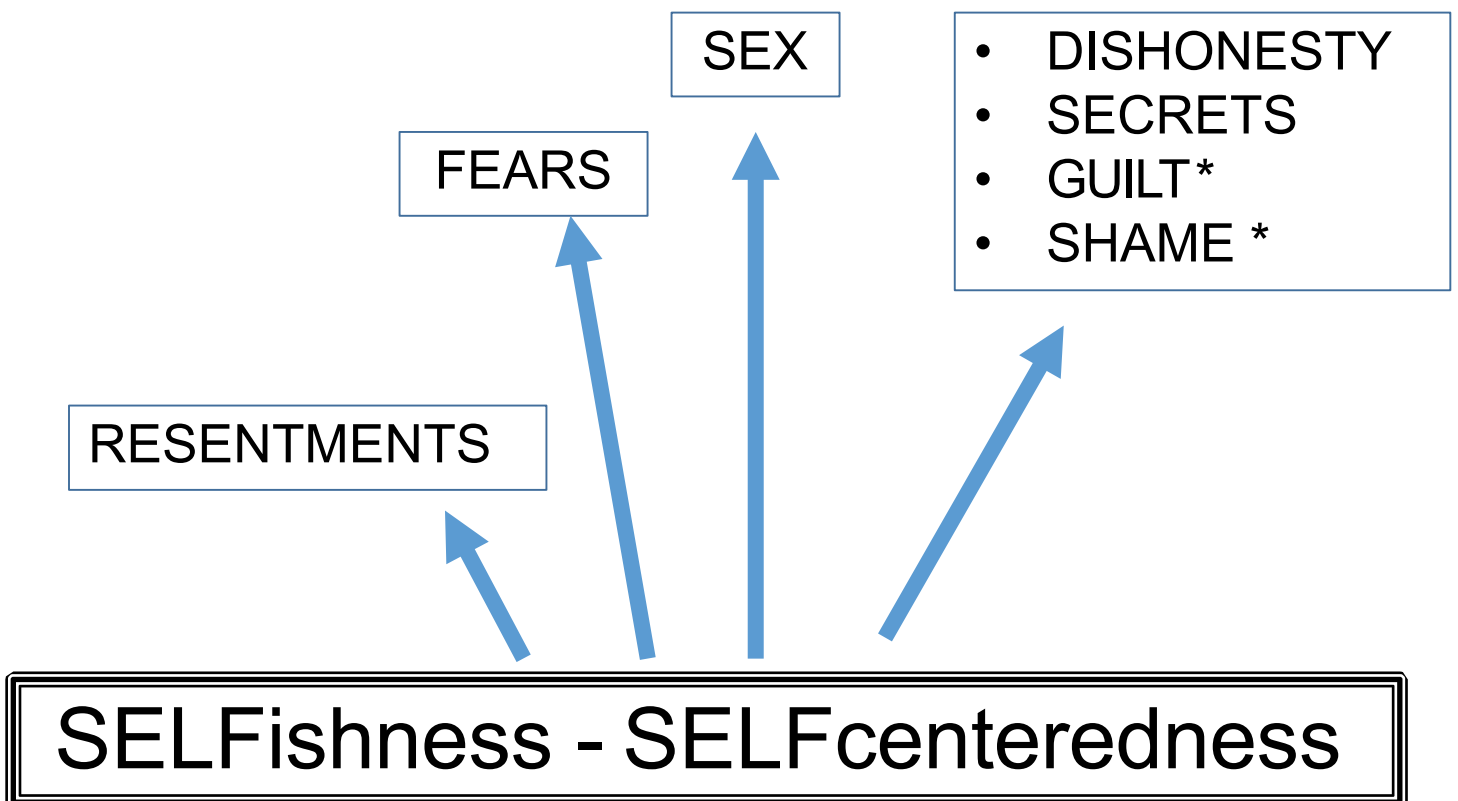 SEX
• DISHONESTY
• SECRETS
• GUILT*
• SHAME *
FEARS
RESENTMENTS
SELFishness - SELFcenteredness